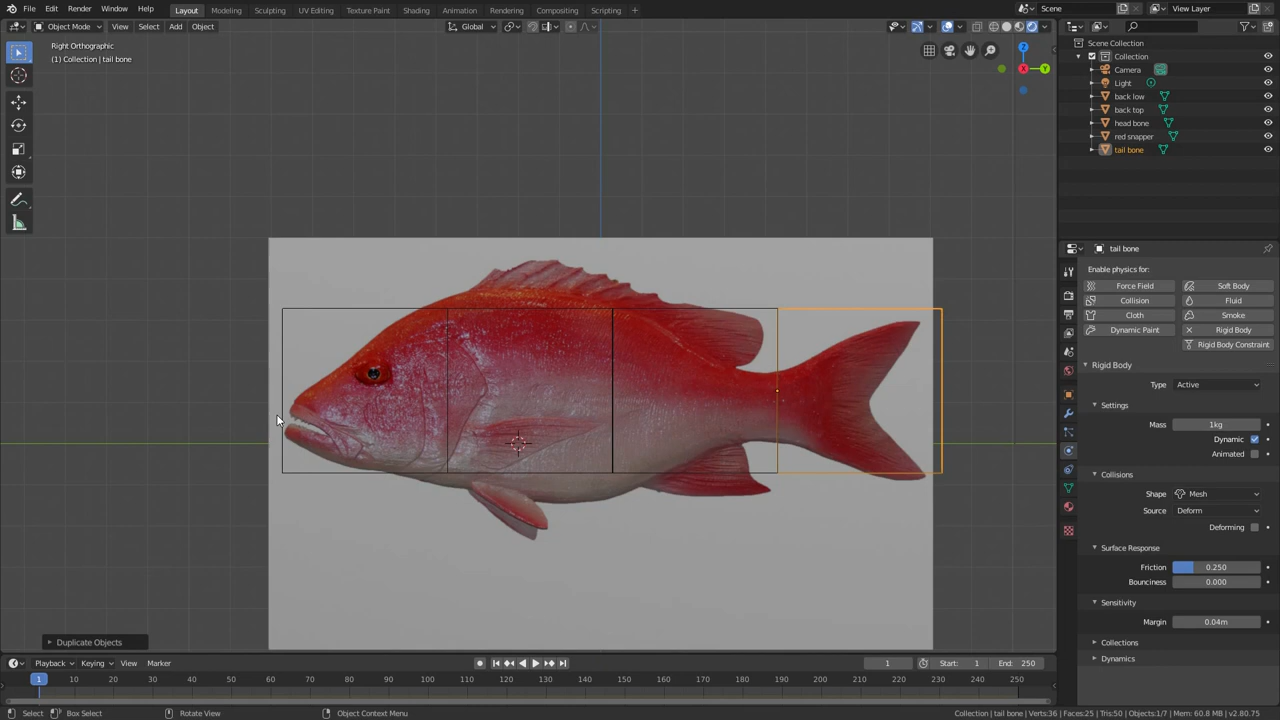 File Edit Render Window Help Layout Modeling Sculpting UV Editing Texture Paint Shading Animation Rendering Compositing Scripting + Scene View Layer
Object Mode View Select Add Object Global
Right Orthographic
(1) Collection | tail bone
Z
X
Y
Scene Collection
Collection
Camera
Light
back low
back top
head bone
red snapper
tail bone
tail bone
Enable physics for:
Force Field Soft Body
Collision Fluid
Cloth Smoke
Dynamic Paint Rigid Body
Rigid Body Constraint
Rigid Body
Type Active
Settings
Mass 1kg
Dynamic
Animated
Collisions
Shape Mesh
Source Deform
Deforming
Surface Response
Friction 0.250
Bounciness 0.000
Sensitivity
Margin 0.04m
Collections
Dynamics
Duplicate Objects
Playback Keying View Marker 1 Start: 1 End: 250
1 10 20 30 40 50 60 70 80 90 100 110 120 130 140 150 160 170 180 190 200 210 220 230 240 250
Select Box Select Rotate View Object Context Menu Collection | tail bone | Verts:36 | Faces:25 | Tris:50 | Objects:1/7 | Mem: 60.8 MB | v2.80.75